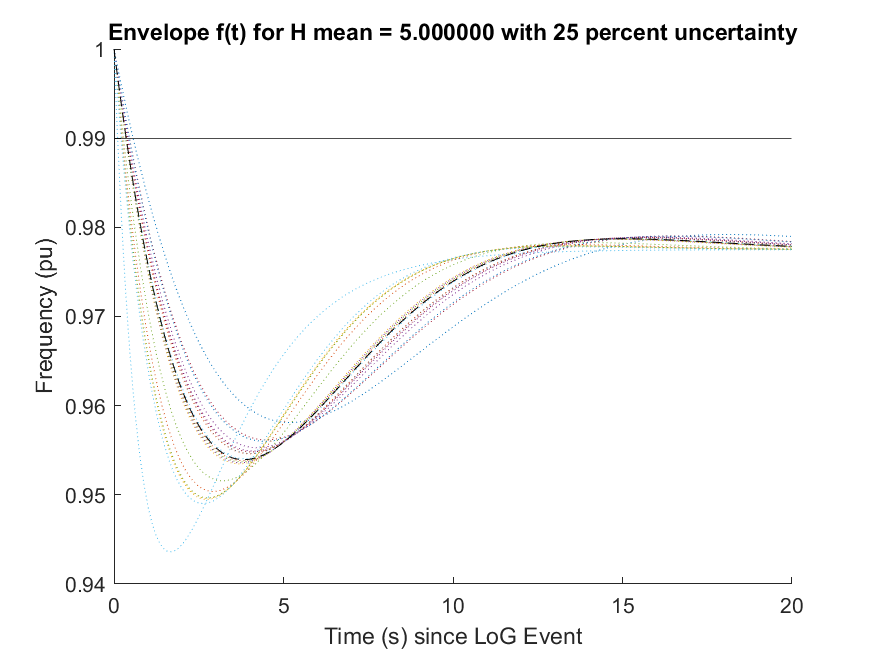 Envelope f(t) for H mean = 5.000000 with 25 percent uncertainty
1
0.99
0.98
0.97
0.96
0.95
0.94
Frequency (pu)
0 5 10 15 20
Time (s) since LoG Event